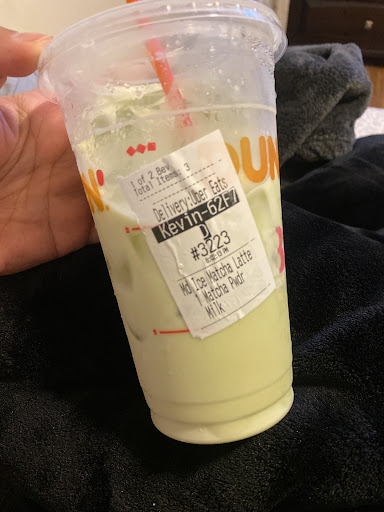 DUN
N'
1 of 2 Bev
Total Items: 3
Delivery:Uber Eats
Kevin-62F7
D
#3223
Md Ice Matcha Latte
1 Matcha Pwdr
Milk